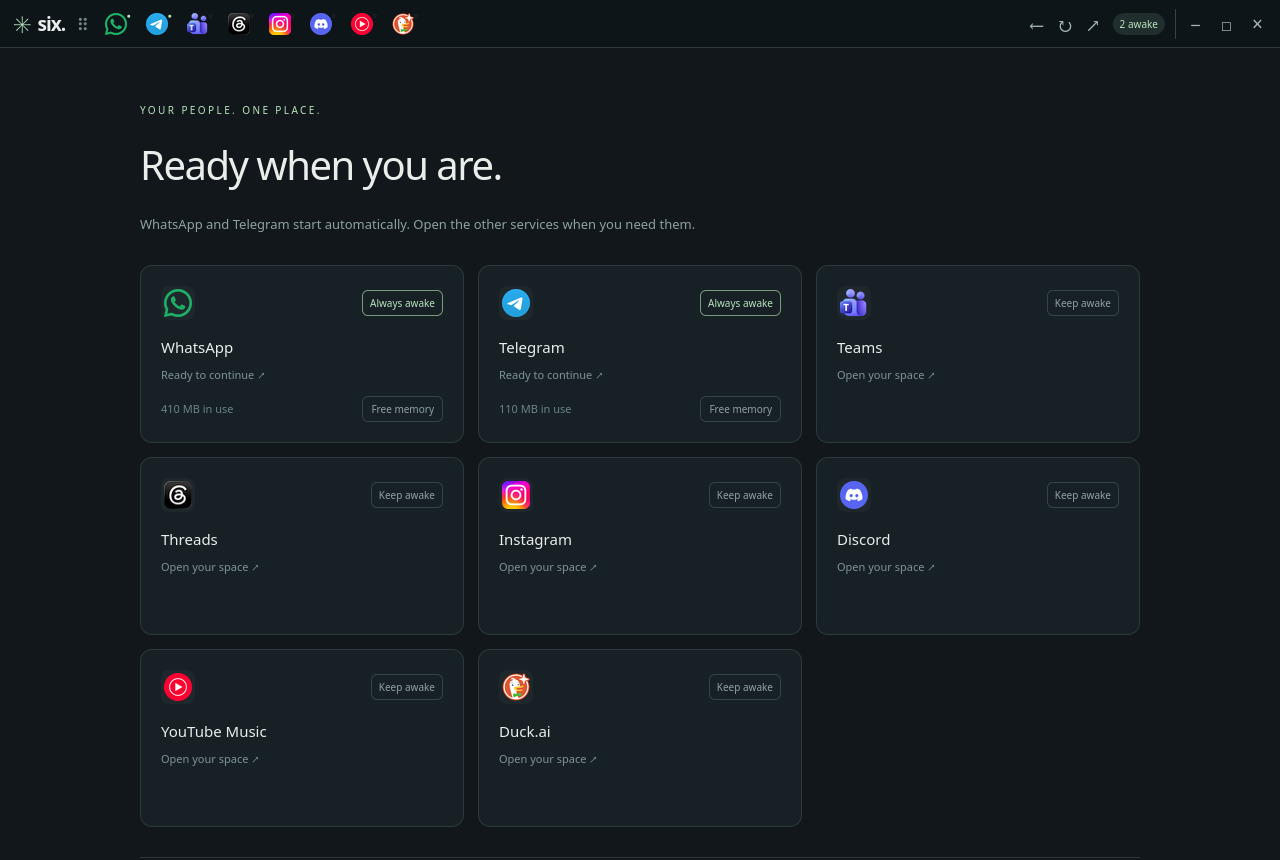 six.
2 awake
YOUR PEOPLE. ONE PLACE.
Ready when you are.
WhatsApp and Telegram start automatically. Open the other services when you need them.
Always awake
WhatsApp
Ready to continue ↗
410 MB in use
Free memory
Always awake
Telegram
Ready to continue ↗
110 MB in use
Free memory
Keep awake
Teams
Open your space ↗
Keep awake
Threads
Open your space ↗
Keep awake
Instagram
Open your space ↗
Keep awake
Discord
Open your space ↗
Keep awake
YouTube Music
Open your space ↗
Keep awake
Duck.ai
Open your space ↗